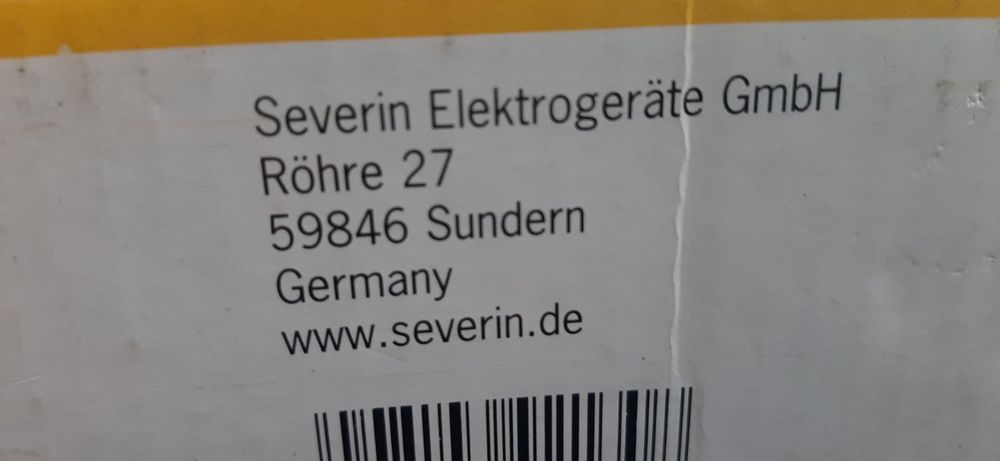 Severin Elektrogeräte GmbH
Röhre 27
59846 Sundern
Germany
www.severin.de